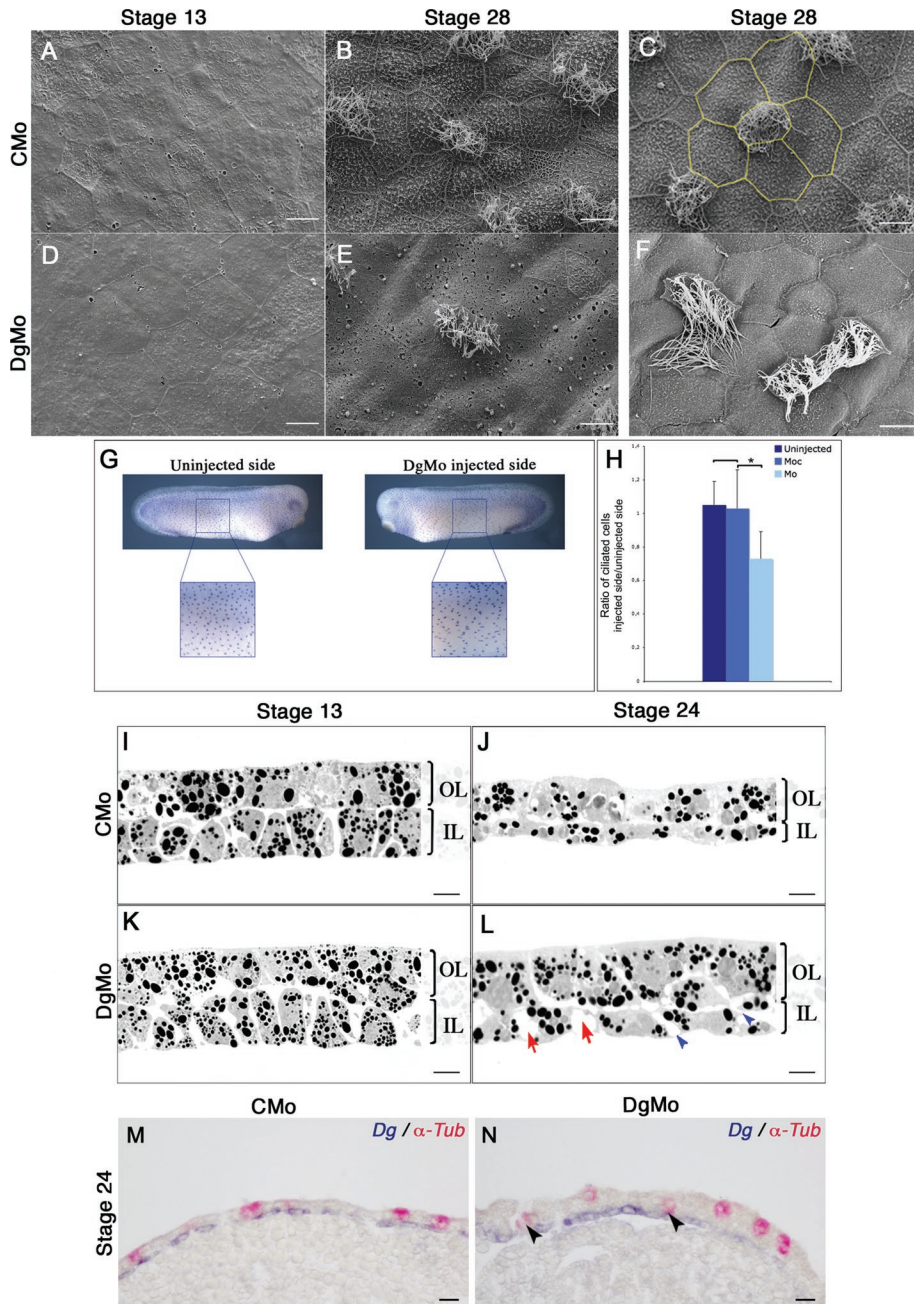 Stage 13
Stage 28
Stage 28
CMo
A
B
C
DgMo
D
E
F
G
Uninjected side
DgMo injected side
H
Uninjected
Moc
Mo
*
Ratio of ciliated cells
injected side/uninjected side
1,4
1,2
1
0,8
0,6
0,4
0,2
0
Stage 13
Stage 24
CMo
I
OL
IL
J
OL
IL
DgMo
K
OL
IL
L
OL
IL
CMo
DgMo
Stage 24
M
Dg / α-Tub
N
Dg / α-Tub